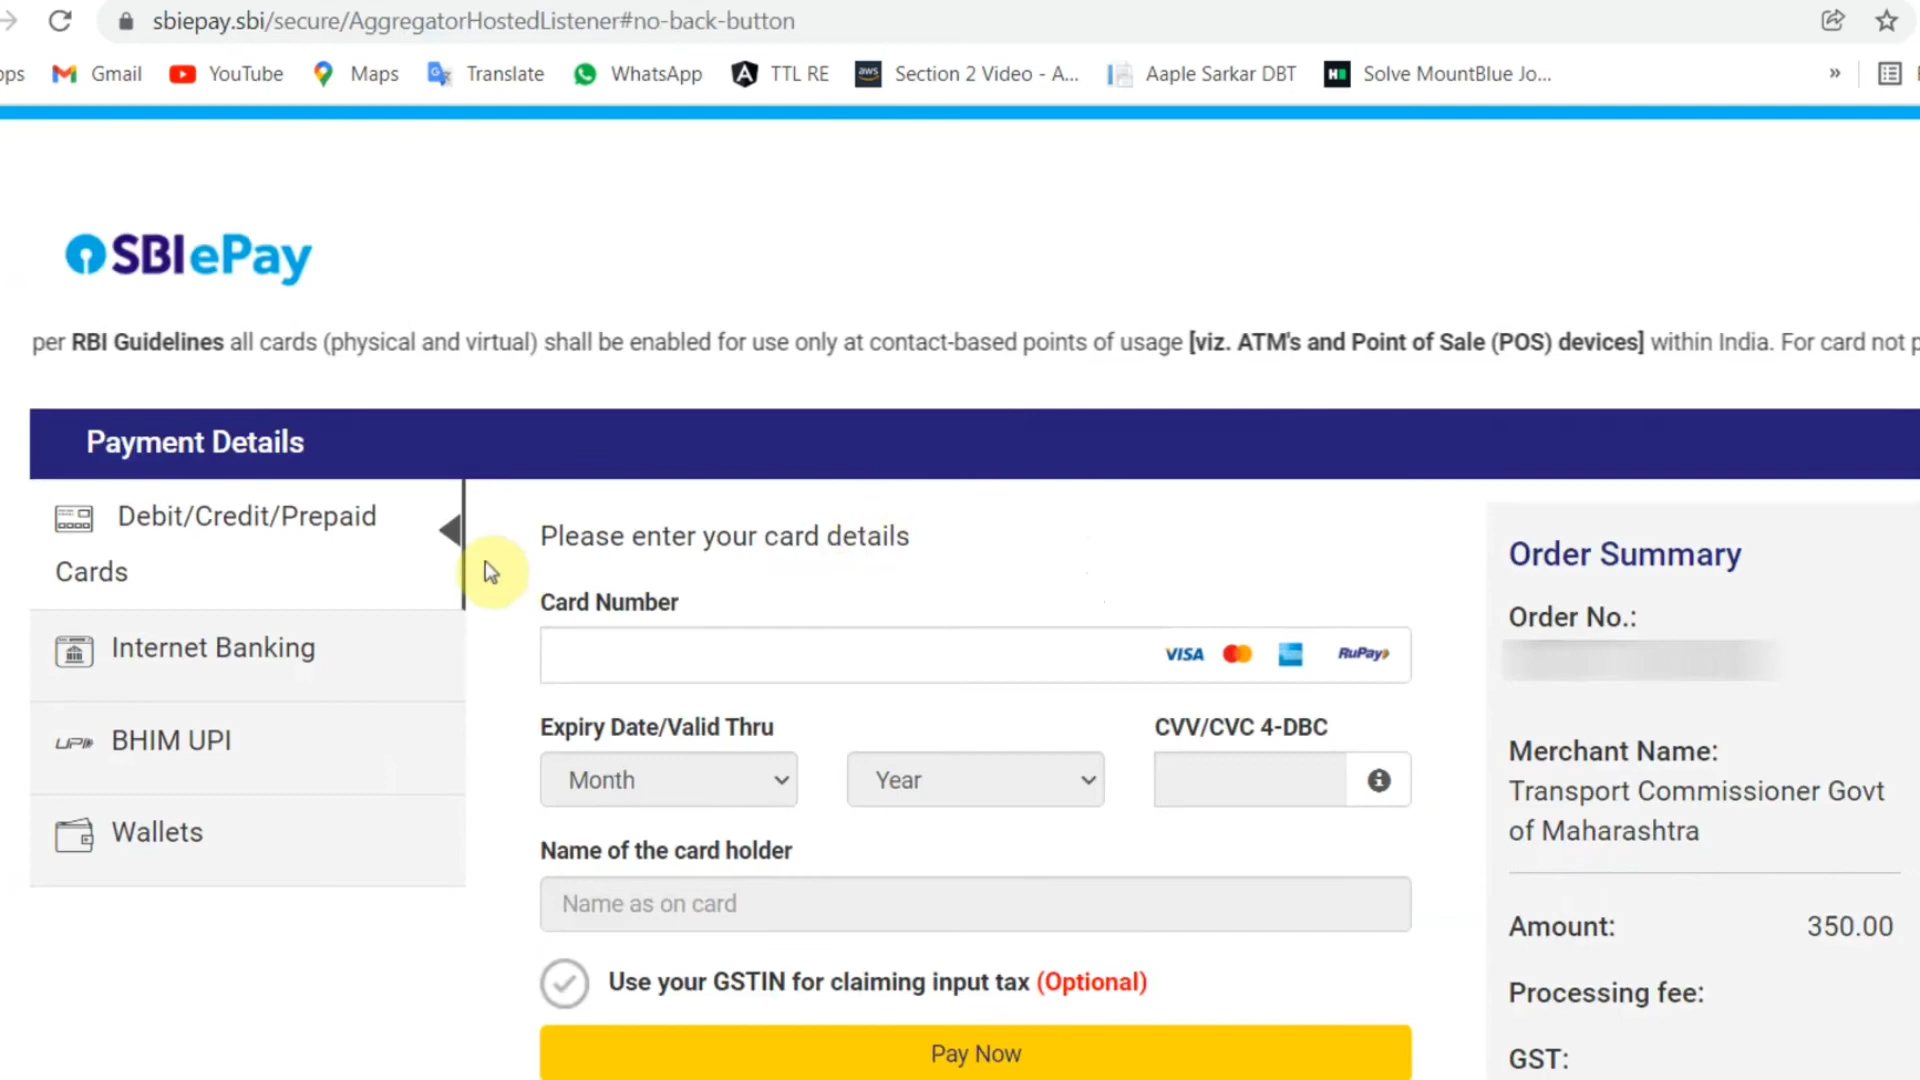 sbiepay.sbi/secure/AggregatorHostedListener#no-back-button
Gmail YouTube Maps Translate WhatsApp TTL RE aws Section 2 Video - A... Aaple Sarkar DBT Solve MountBlue Jo... »
SBI ePay
per RBI Guidelines all cards (physical and virtual) shall be enabled for use only at contact-based points of usage [viz. ATM's and Point of Sale (POS) devices] within India. For card not
Payment Details
Debit/Credit/Prepaid
Cards
Internet Banking
UPI BHIM UPI
Wallets
Please enter your card details
Card Number
VISA RuPay
Expiry Date/Valid Thru CVV/CVC 4-DBC
Month Year
Name of the card holder
Name as on card
Use your GSTIN for claiming input tax (Optional)
Pay Now
Order Summary
Order No.:
Merchant Name:
Transport Commissioner Govt
of Maharashtra
Amount: 350.00
Processing fee:
GST: